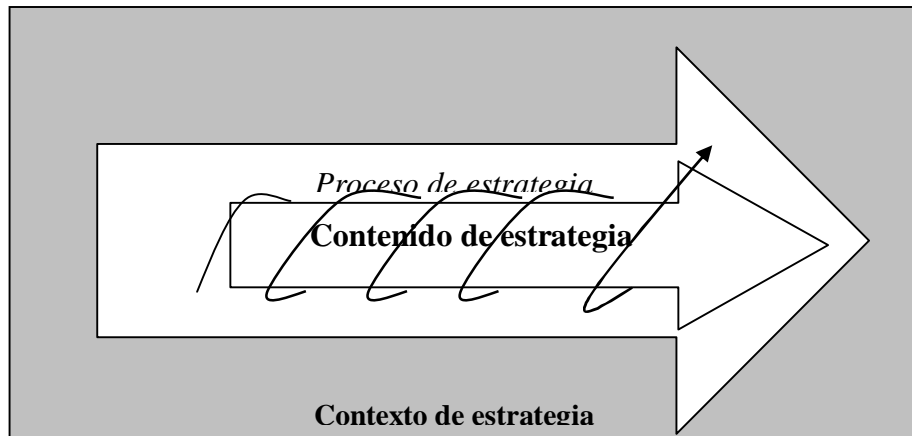 Proceso de estrategia
Contenido de estrategia
Contexto de estrategia